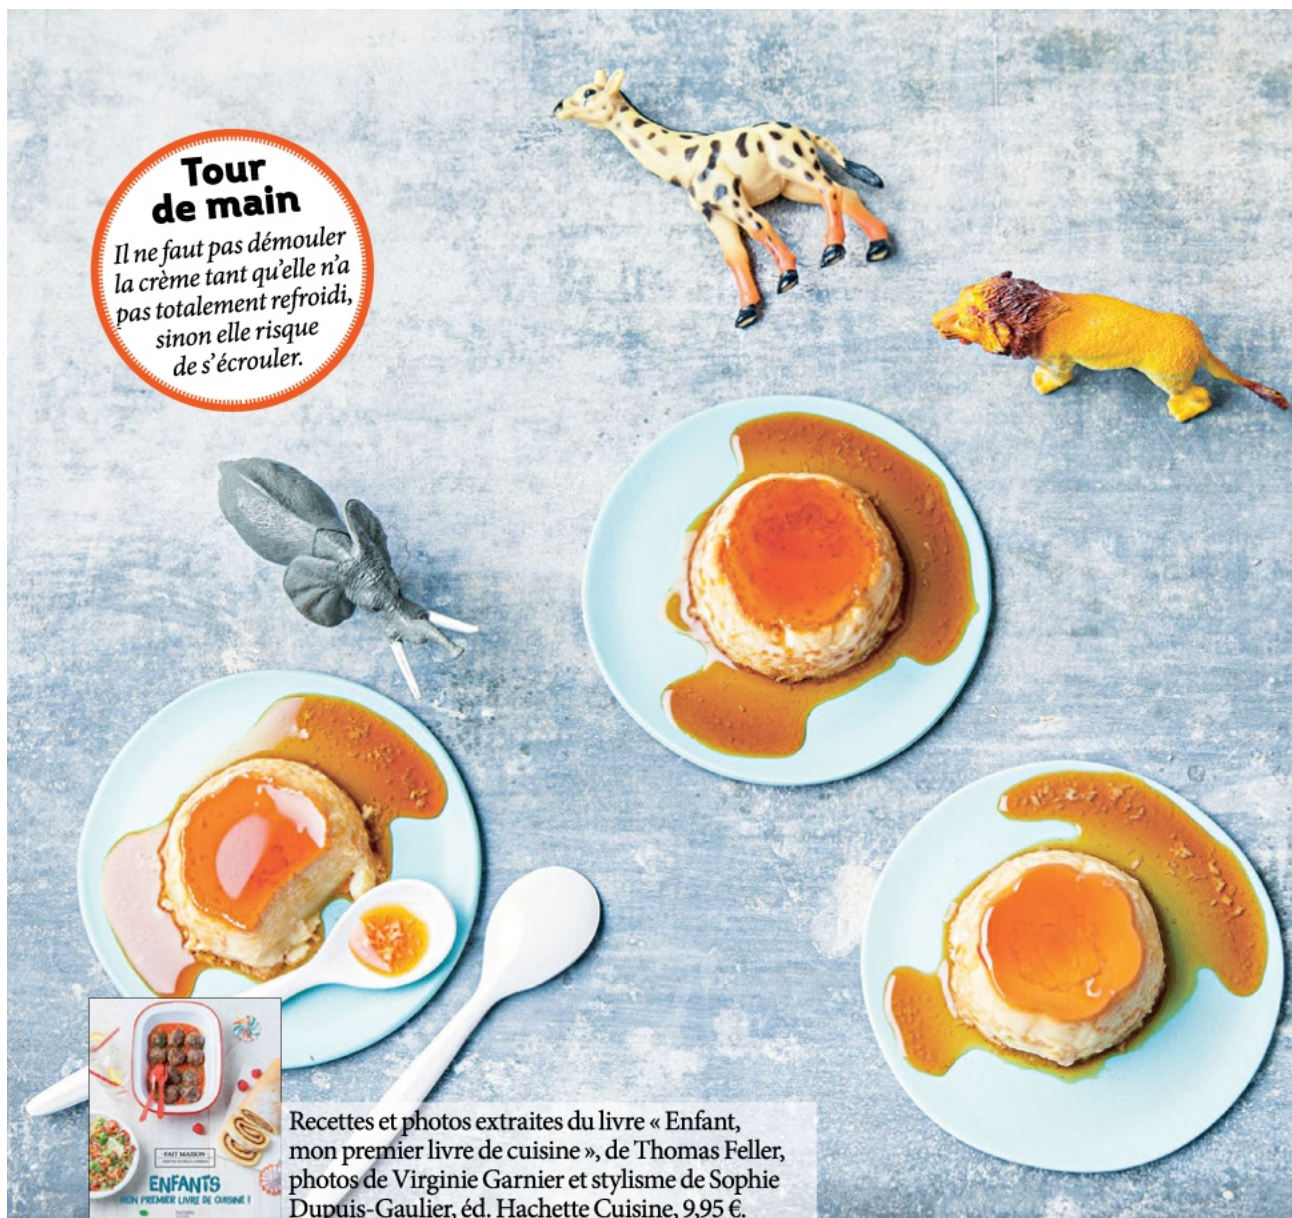 Tour
de main
Il ne faut pas démouler
la crème tant qu'elle n'a
pas totalement refroidi,
sinon elle risque
de s'écrouler.
FAIT MAISON
ENFANTS
MON PREMIER LIVRE DE CUISINE !
Recettes et photos extraites du livre « Enfant,
mon premier livre de cuisine », de Thomas Feller,
photos de Virginie Garnier et stylisme de Sophie
Dupuis-Gaulier, éd. Hachette Cuisine, 9,95 €.